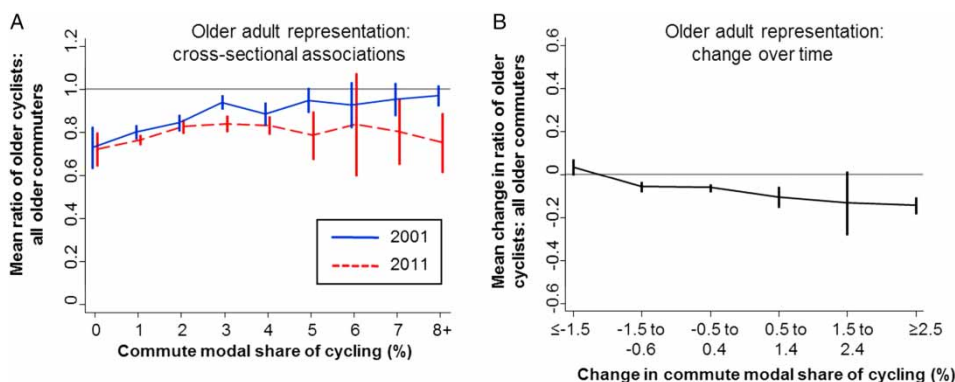 A
Older adult representation:
cross-sectional associations
Mean ratio of older cyclists:
all older commuters
1.2
1.0
0.8
0.6
0.4
0.2
0
2001
2011
0 1 2 3 4 5 6 7 8+
Commute modal share of cycling (%)
B
Older adult representation:
change over time
Mean change in ratio of older
cyclists: all older commuters
0.6
0.4
0.2
0
-0.2
-0.4
-0.6
≤-1.5 -1.5 to -0.5 to 0.5 to 1.5 to ≥2.5
-0.6 0.4 1.4 2.4
Change in commute modal share of cycling (%)